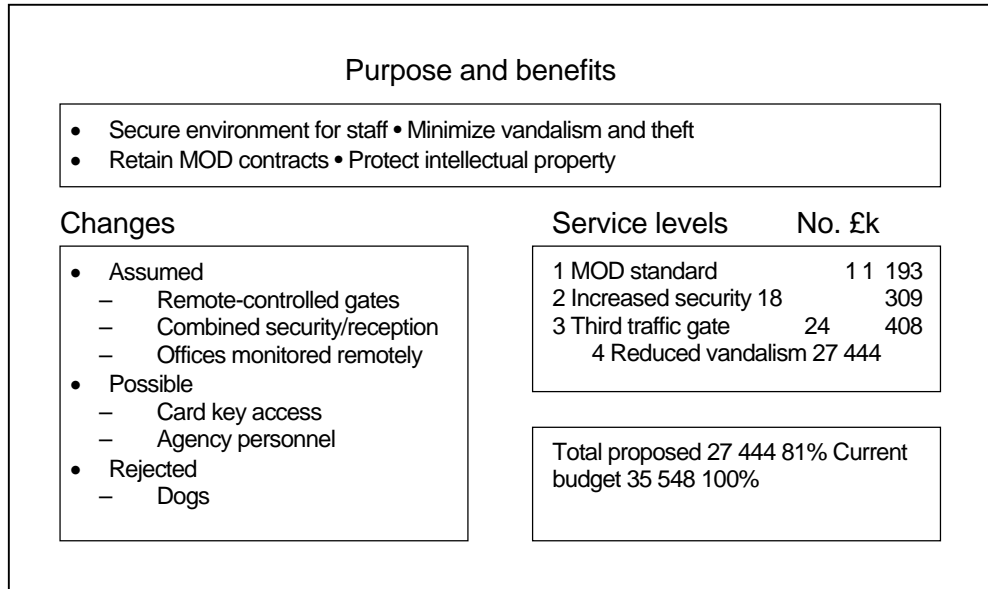 Purpose and benefits
• Secure environment for staff • Minimize vandalism and theft
• Retain MOD contracts • Protect intellectual property
Changes
• Assumed
– Remote-controlled gates
– Combined security/reception
– Offices monitored remotely
• Possible
– Card key access
– Agency personnel
• Rejected
– Dogs
Service levels No. £k
1 MOD standard 1 1 193
2 Increased security 18 309
3 Third traffic gate 24 408
4 Reduced vandalism 27 444
Total proposed 27 444 81% Current
budget 35 548 100%